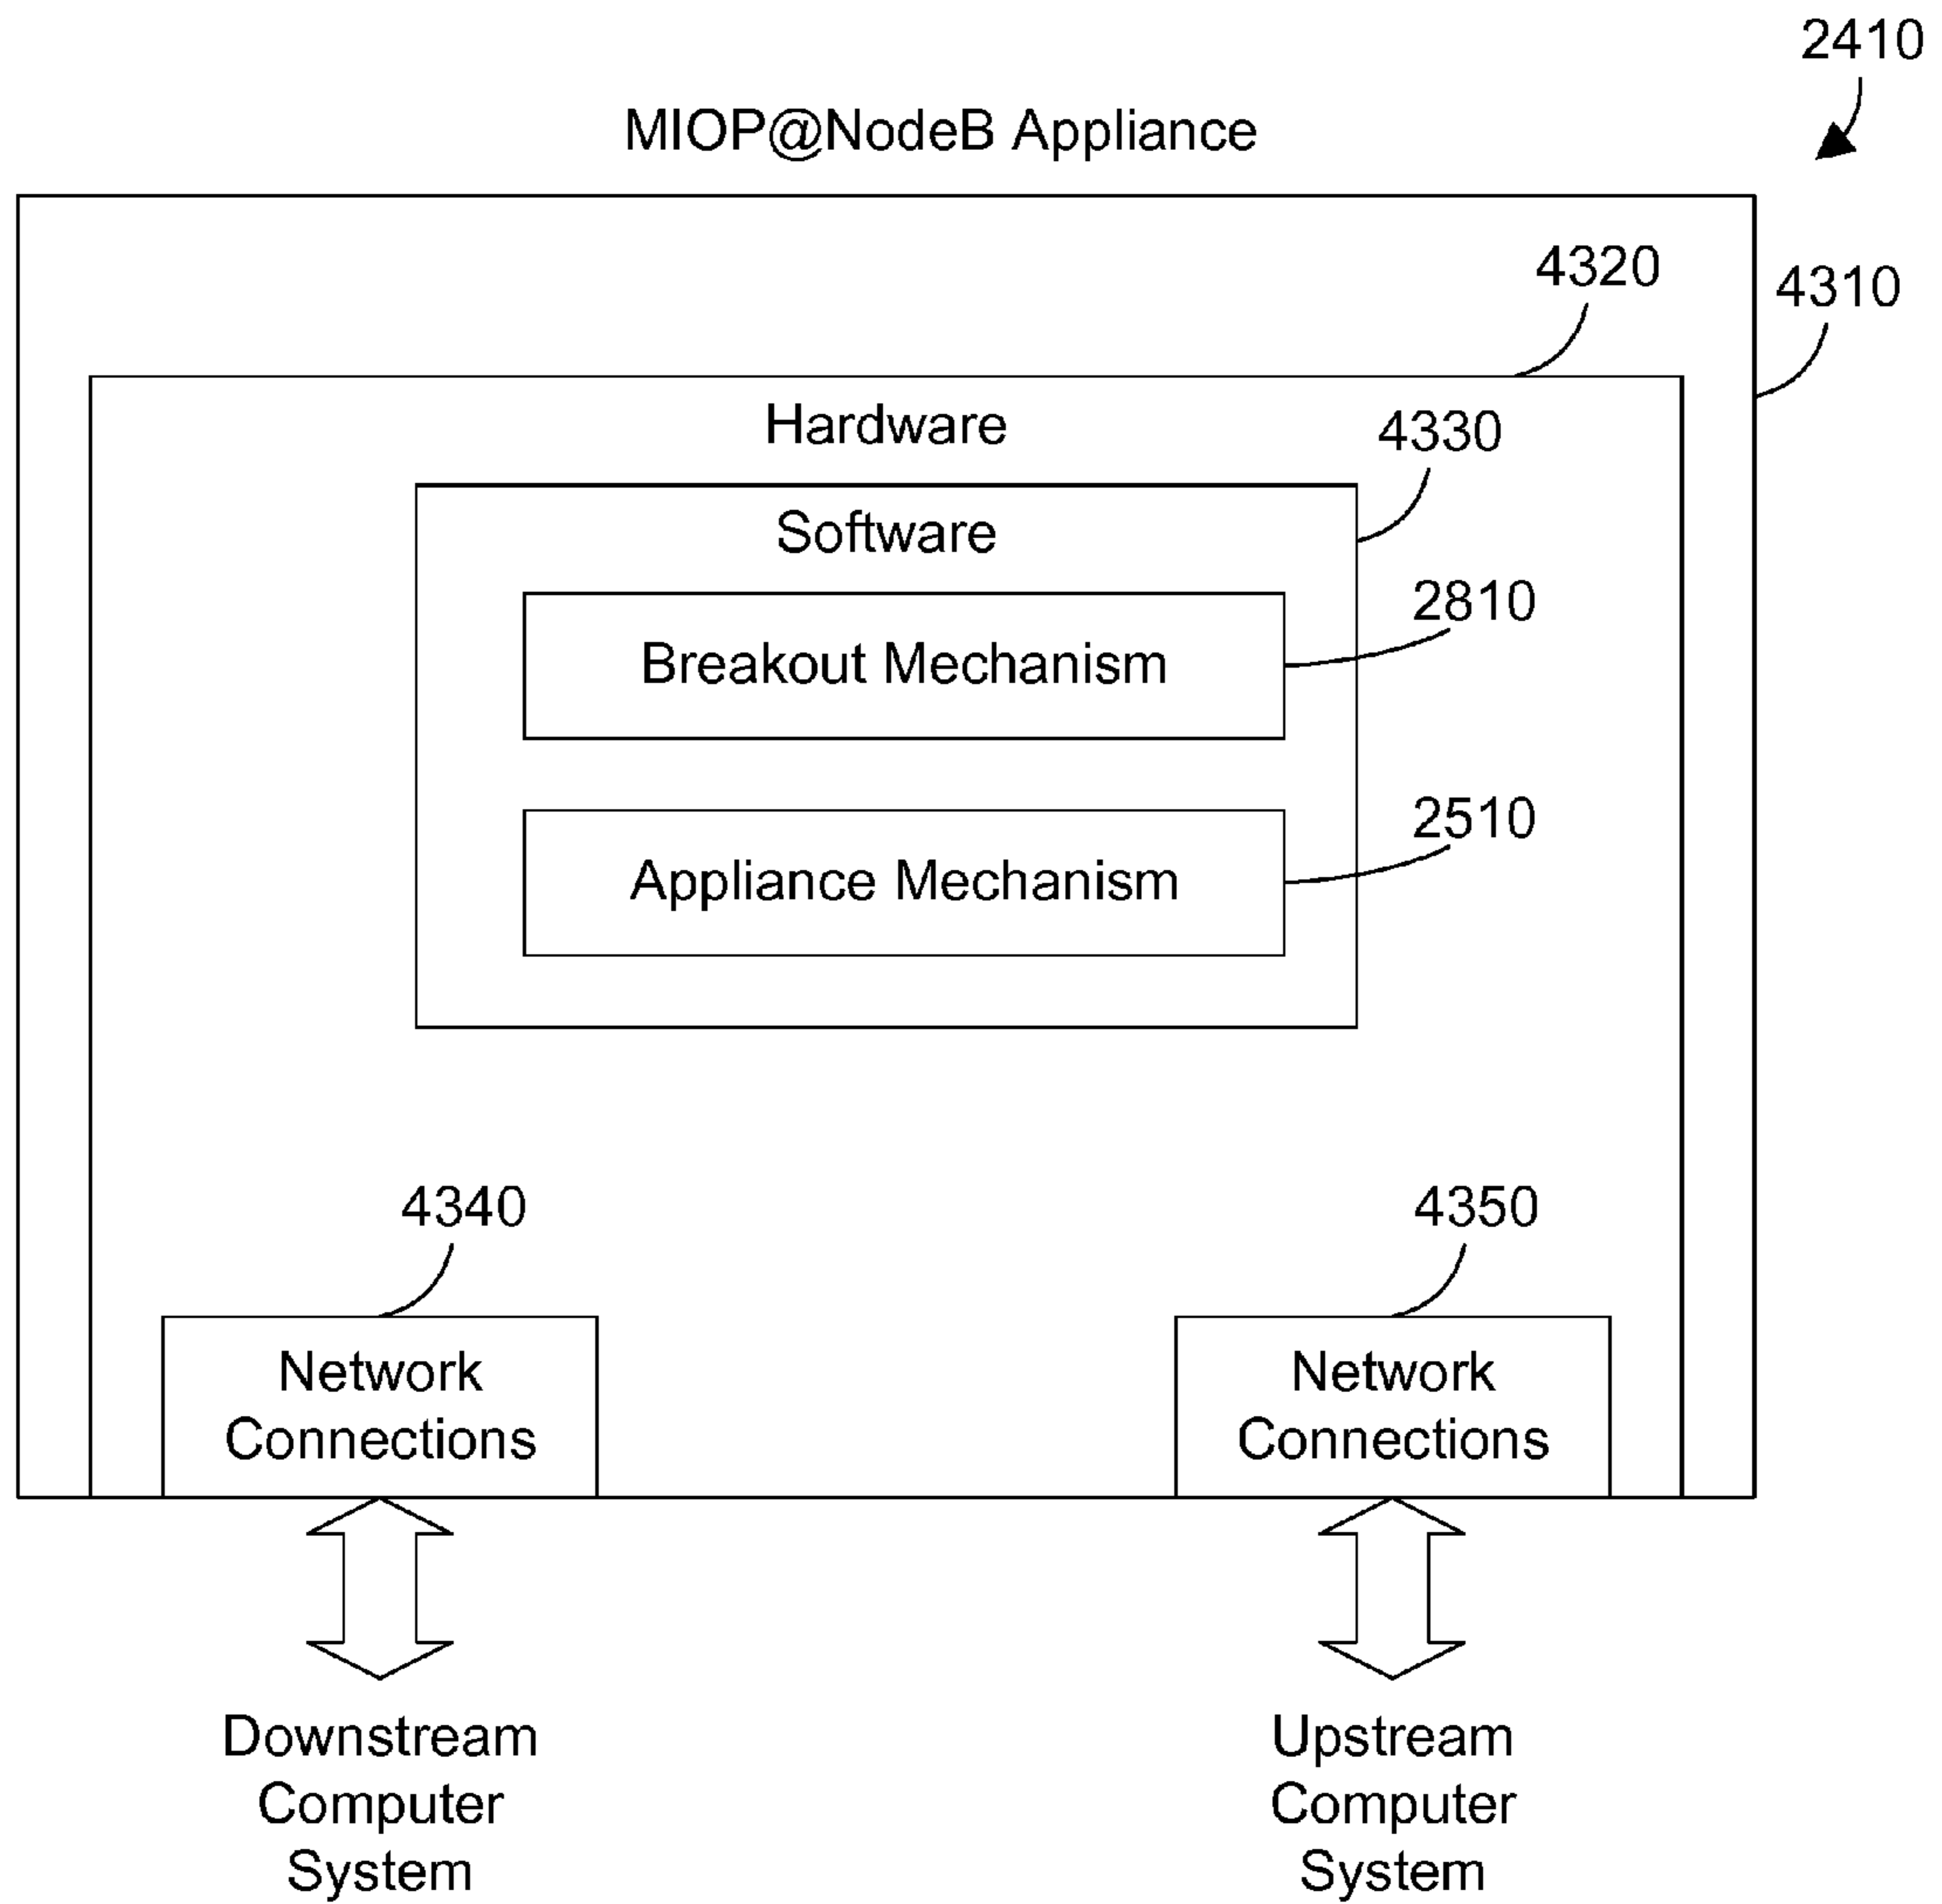 2410
MIOP@NodeB Appliance
4320
4310
Hardware
4330
Software
2810
Breakout Mechanism
2510
Appliance Mechanism
4340
4350
Network
Connections
Network
Connections
Downstream
Computer
System
Upstream
Computer
System